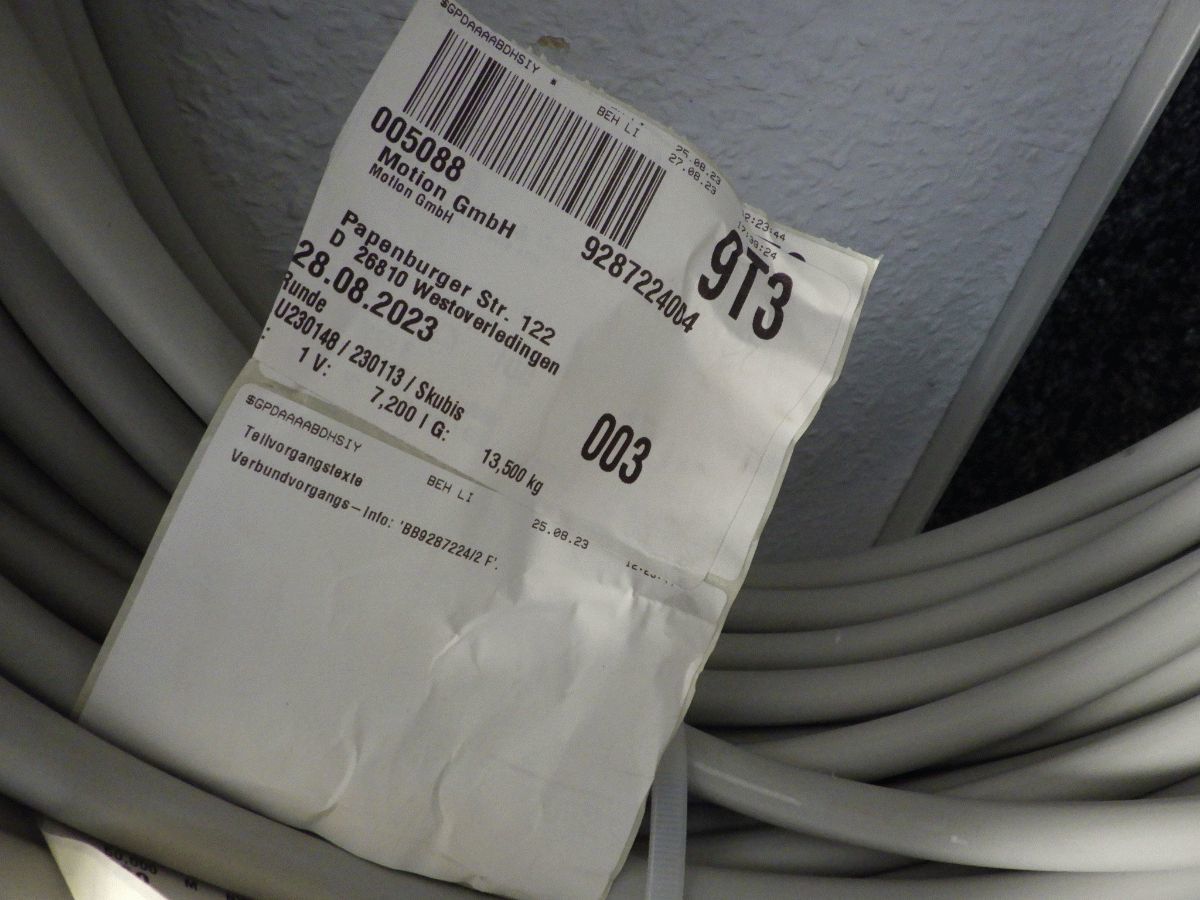 $GPDAAAABDHSIY *
BEH LI
25.08.23
27.08.23
005088
9287224004
9T3
Motion GmbH
Motion GmbH
Papenburger Str. 122
D 26810 Westoverledingen
28.08.2023
Runde
U230148 / 230113 / Skubis
1 V: 7,200 l G: 13,500 kg
003
$GPDAAAABDHSIY
BEH LI
25.08.23
Teilvorgangstexte
Verbundvorgangs-Info: 'BB9287224/2 F'.
M